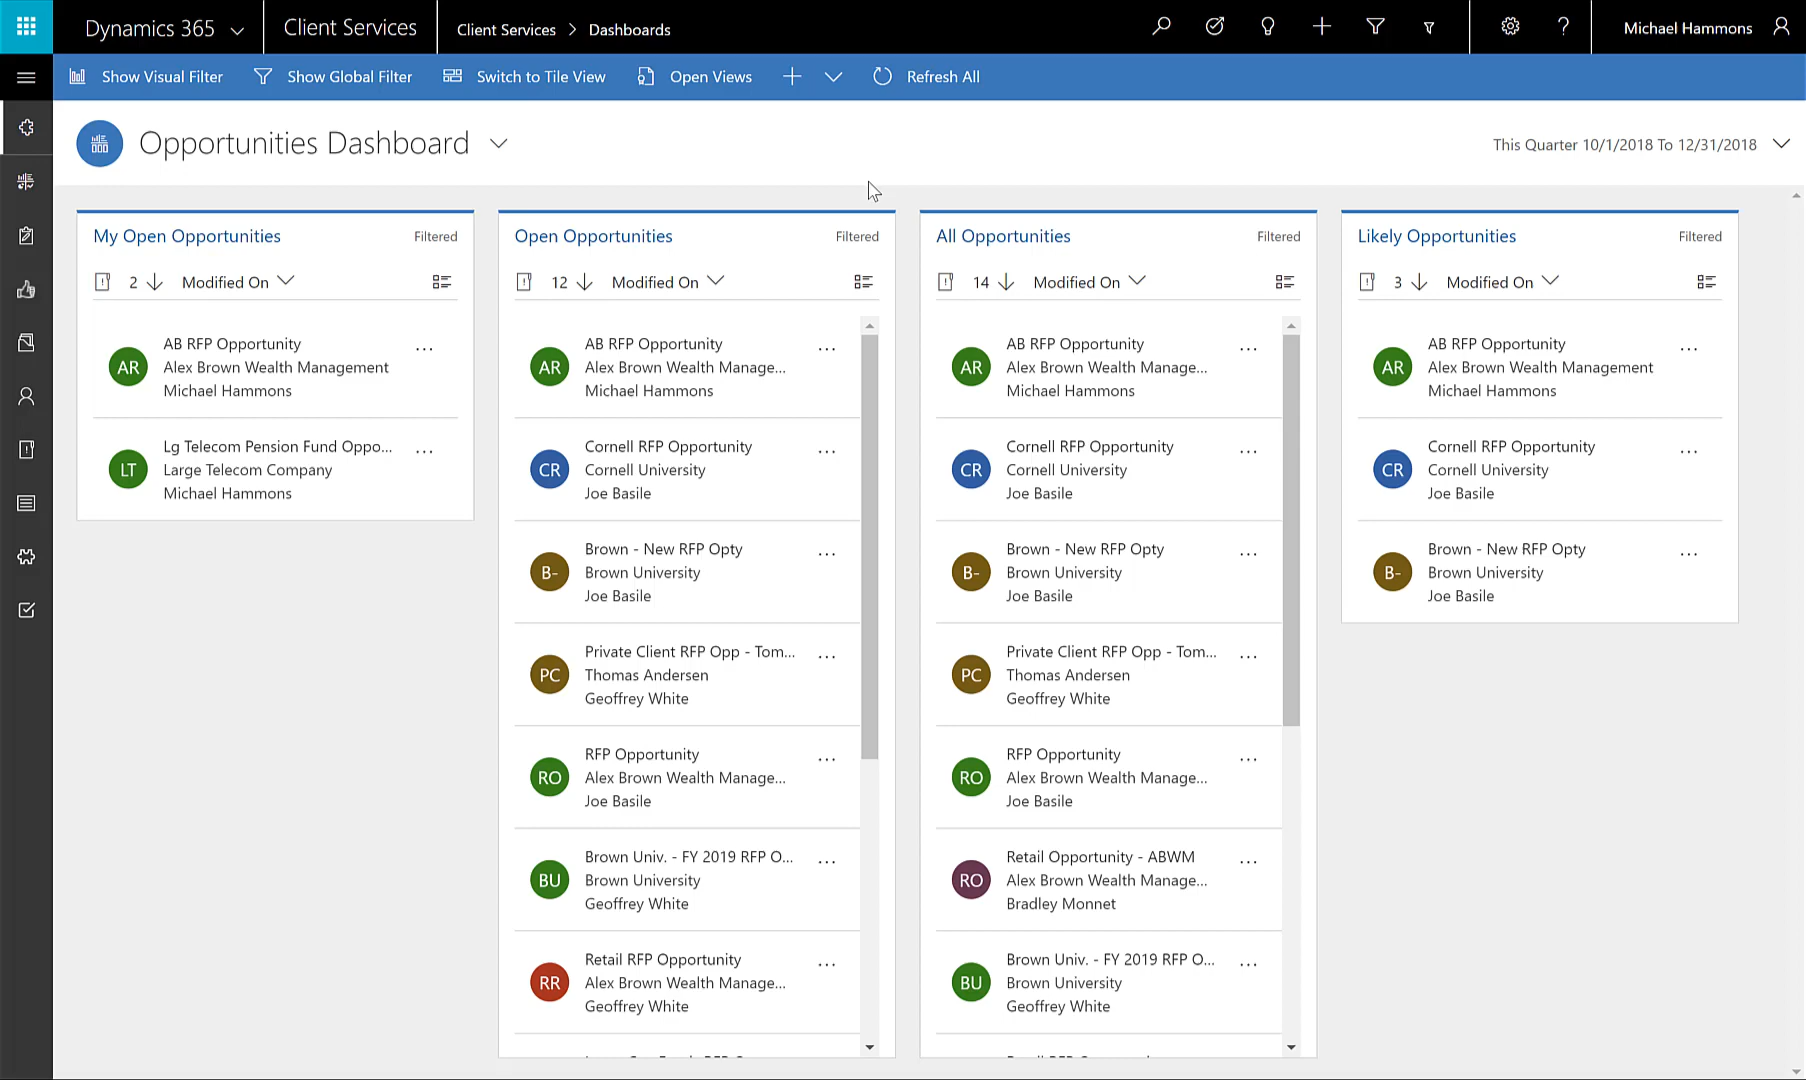 Dynamics 365
Client Services
Client Services > Dashboards
Michael Hammons
Show Visual Filter
Show Global Filter
Switch to Tile View
Open Views
Refresh All
Opportunities Dashboard
This Quarter 10/1/2018 To 12/31/2018
My Open Opportunities
Filtered
2
Modified On
AR
AB RFP Opportunity
...
Alex Brown Wealth Management
Michael Hammons
LT
Lg Telecom Pension Fund Oppo...
...
Large Telecom Company
Michael Hammons
Open Opportunities
Filtered
12
Modified On
AR
AB RFP Opportunity
...
Alex Brown Wealth Manage...
Michael Hammons
CR
Cornell RFP Opportunity
...
Cornell University
Joe Basile
B-
Brown - New RFP Opty
...
Brown University
Joe Basile
PC
Private Client RFP Opp - Tom...
...
Thomas Andersen
Geoffrey White
RO
RFP Opportunity
...
Alex Brown Wealth Manage...
Joe Basile
BU
Brown Univ. - FY 2019 RFP O...
...
Brown University
Geoffrey White
RR
Retail RFP Opportunity
...
Alex Brown Wealth Manage...
Geoffrey White
All Opportunities
Filtered
14
Modified On
AR
AB RFP Opportunity
...
Alex Brown Wealth Manage...
Michael Hammons
CR
Cornell RFP Opportunity
...
Cornell University
Joe Basile
B-
Brown - New RFP Opty
...
Brown University
Joe Basile
PC
Private Client RFP Opp - Tom...
...
Thomas Andersen
Geoffrey White
RO
RFP Opportunity
...
Alex Brown Wealth Manage...
Joe Basile
RO
Retail Opportunity - ABWM
...
Alex Brown Wealth Manage...
Bradley Monnet
BU
Brown Univ. - FY 2019 RFP O...
...
Brown University
Geoffrey White
Likely Opportunities
Filtered
3
Modified On
AR
AB RFP Opportunity
...
Alex Brown Wealth Management
Michael Hammons
CR
Cornell RFP Opportunity
...
Cornell University
Joe Basile
B-
Brown - New RFP Opty
...
Brown University
Joe Basile